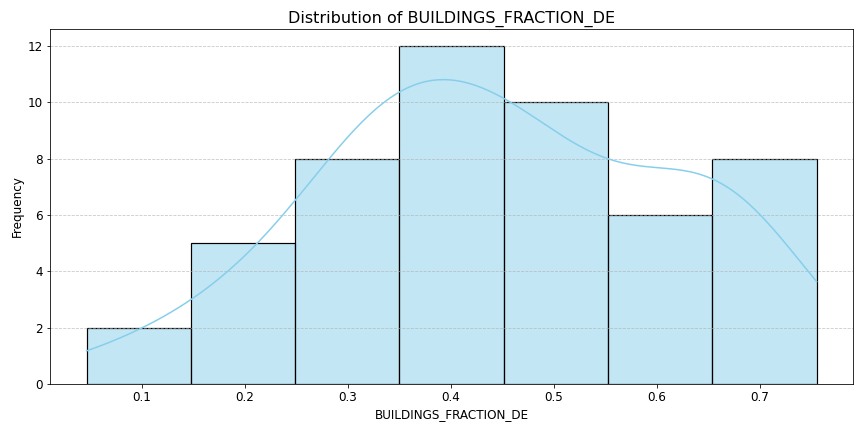 Distribution of BUILDINGS_FRACTION_DE
12
10
8
6
4
2
0
Frequency
0.1 0.2 0.3 0.4 0.5 0.6 0.7
BUILDINGS_FRACTION_DE